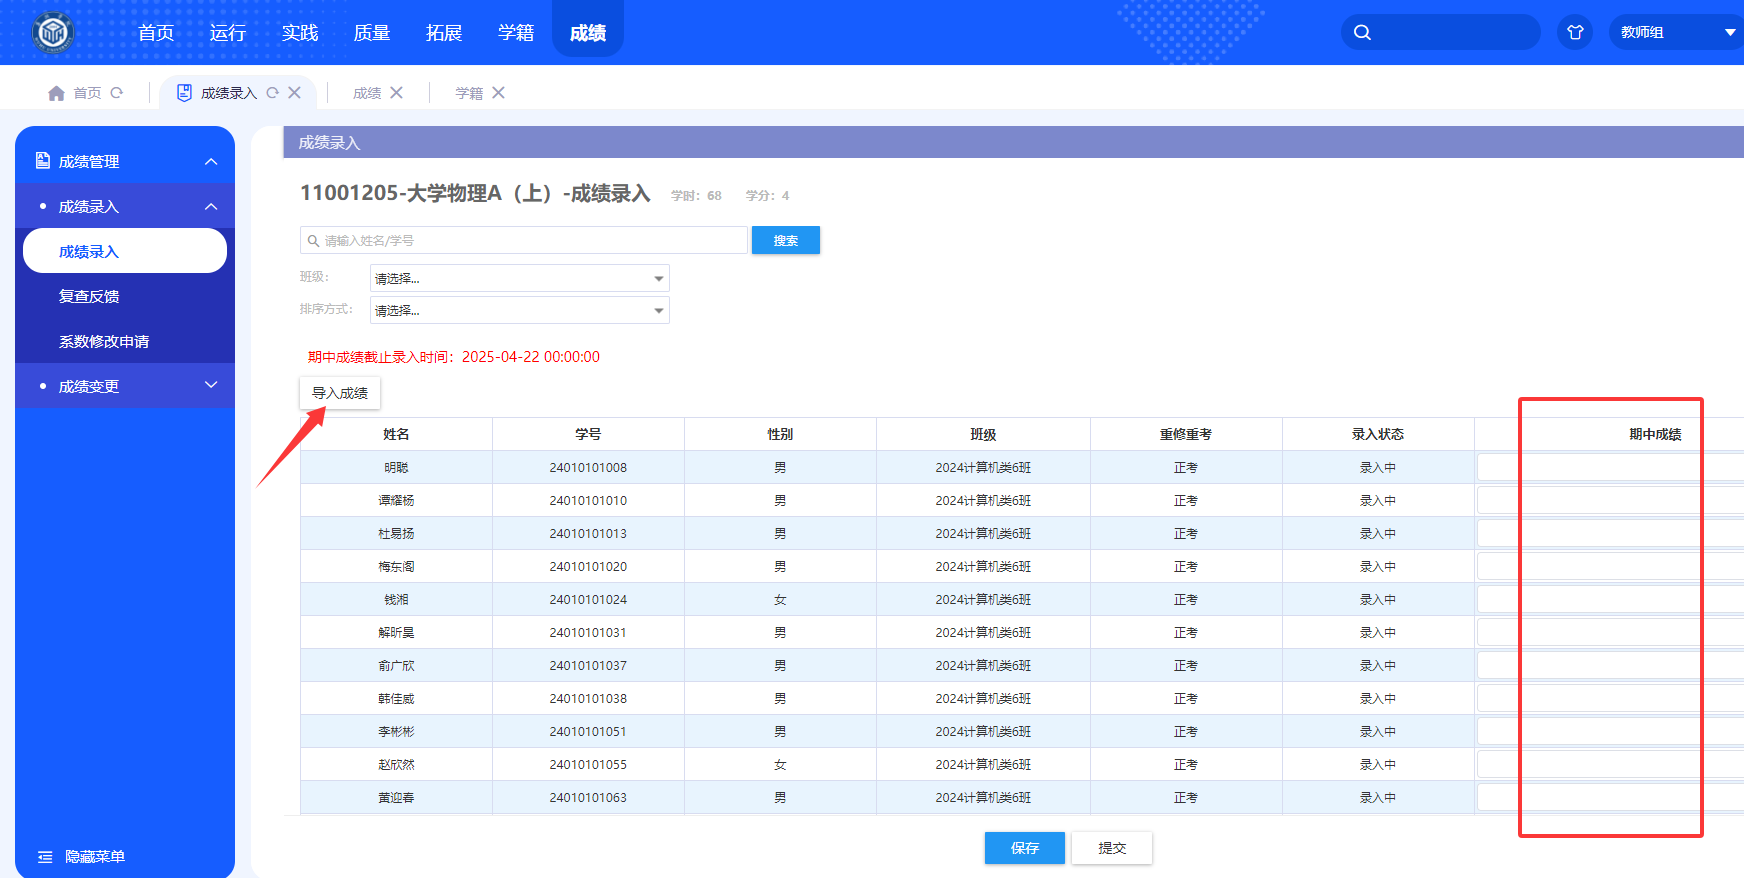 首页 运行 实践 质量 拓展 学籍 成绩 教师组
首页 成绩录入 成绩 学籍
成绩管理
成绩录入
成绩录入
复查反馈
系数修改申请
成绩变更
隐藏菜单
成绩录入
11001205-大学物理A（上）-成绩录入 学时：68 学分：4
请输入姓名/学号 搜索
班级： 请选择...
排序方式： 请选择...
期中成绩截止录入时间：2025-04-22 00:00:00
导入成绩
姓名 学号 性别 班级 重修重考 录入状态 期中成绩
明聪 24010101008 男 2024计算机类6班 正考 录入中
谭耀杨 24010101010 男 2024计算机类6班 正考 录入中
杜易扬 24010101013 男 2024计算机类6班 正考 录入中
梅东阁 24010101020 男 2024计算机类6班 正考 录入中
钱湘 24010101024 女 2024计算机类6班 正考 录入中
解昕昊 24010101031 男 2024计算机类6班 正考 录入中
俞广欣 24010101037 男 2024计算机类6班 正考 录入中
韩佳威 24010101038 男 2024计算机类6班 正考 录入中
李彬彬 24010101051 男 2024计算机类6班 正考 录入中
赵欣然 24010101055 女 2024计算机类6班 正考 录入中
黄迎春 24010101063 男 2024计算机类6班 正考 录入中
保存 提交